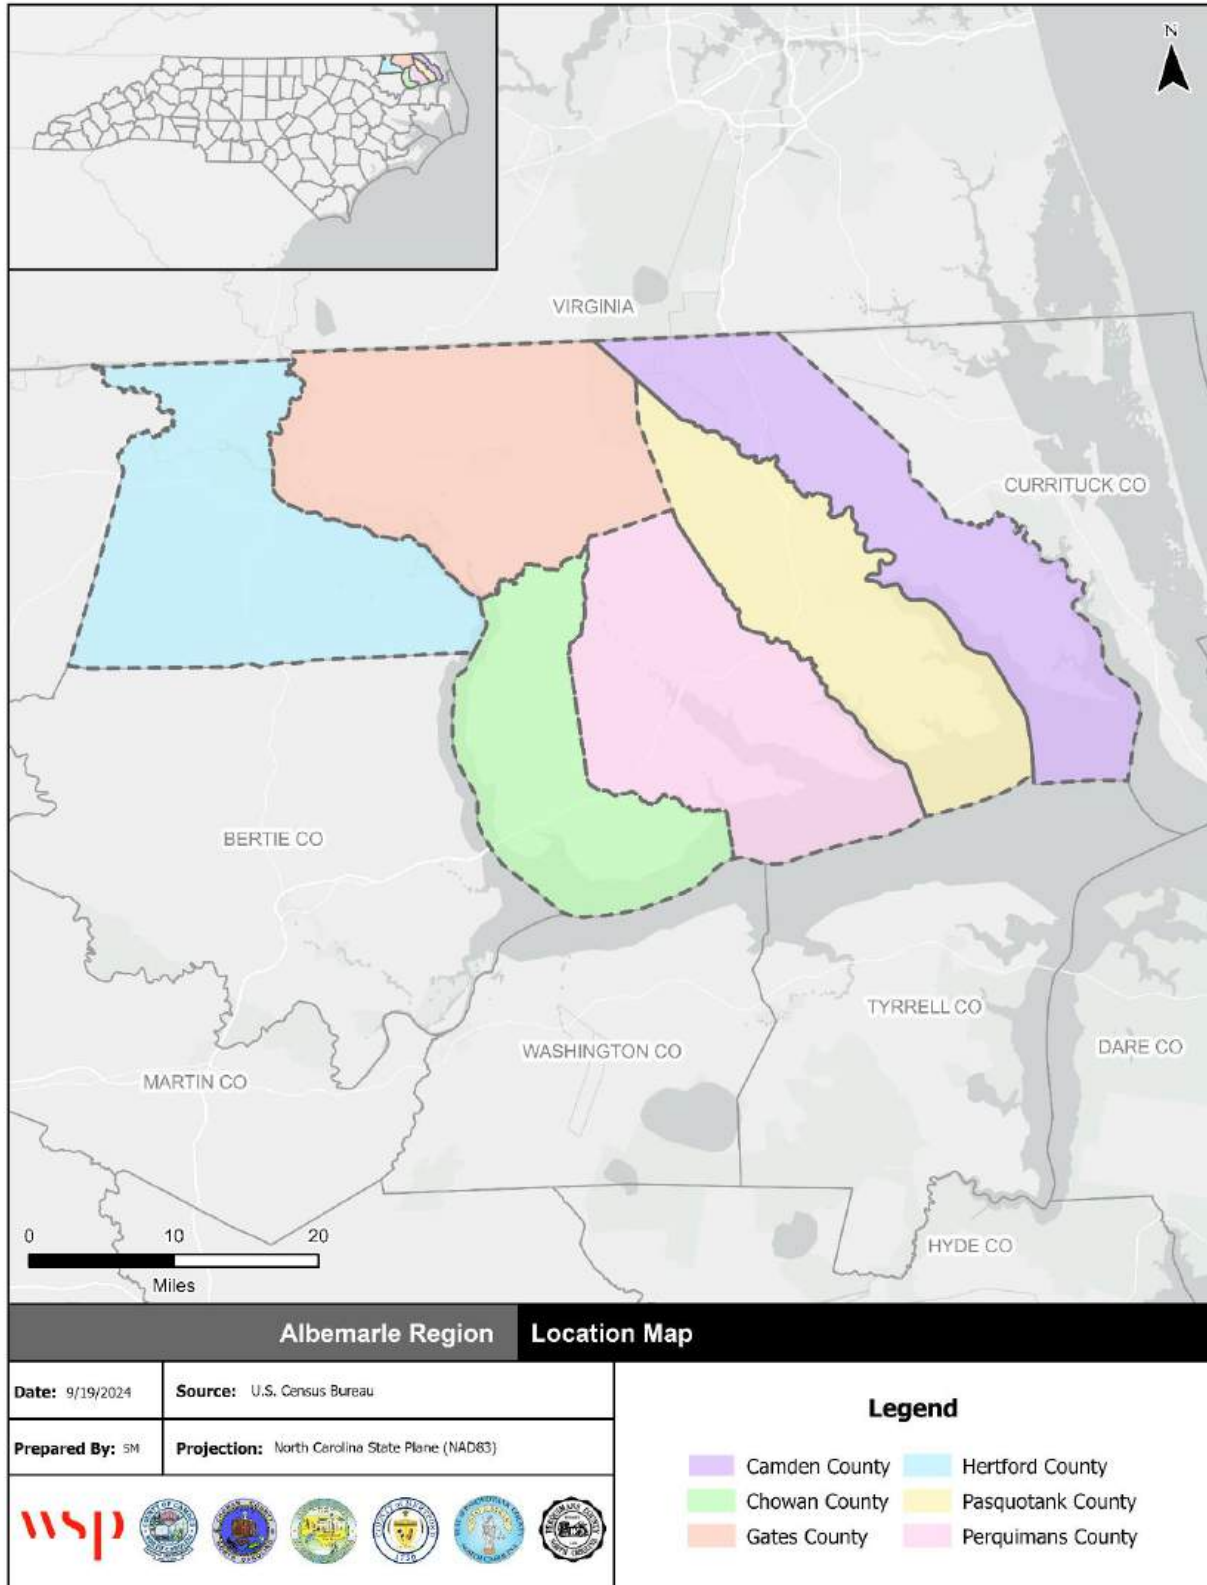 N
VIRGINIA
CURRITUCK CO
BERTIE CO
TYRRELL CO
WASHINGTON CO
DARE CO
MARTIN CO
HYDE CO
0 10 20
Miles
Albemarle Region Location Map
Date: 9/19/2024 Source: U.S. Census Bureau
Prepared By: SM Projection: North Carolina State Plane (NAD83)
Legend
Camden County Hertford County
Chowan County Pasquotank County
Gates County Perquimans County
wsp